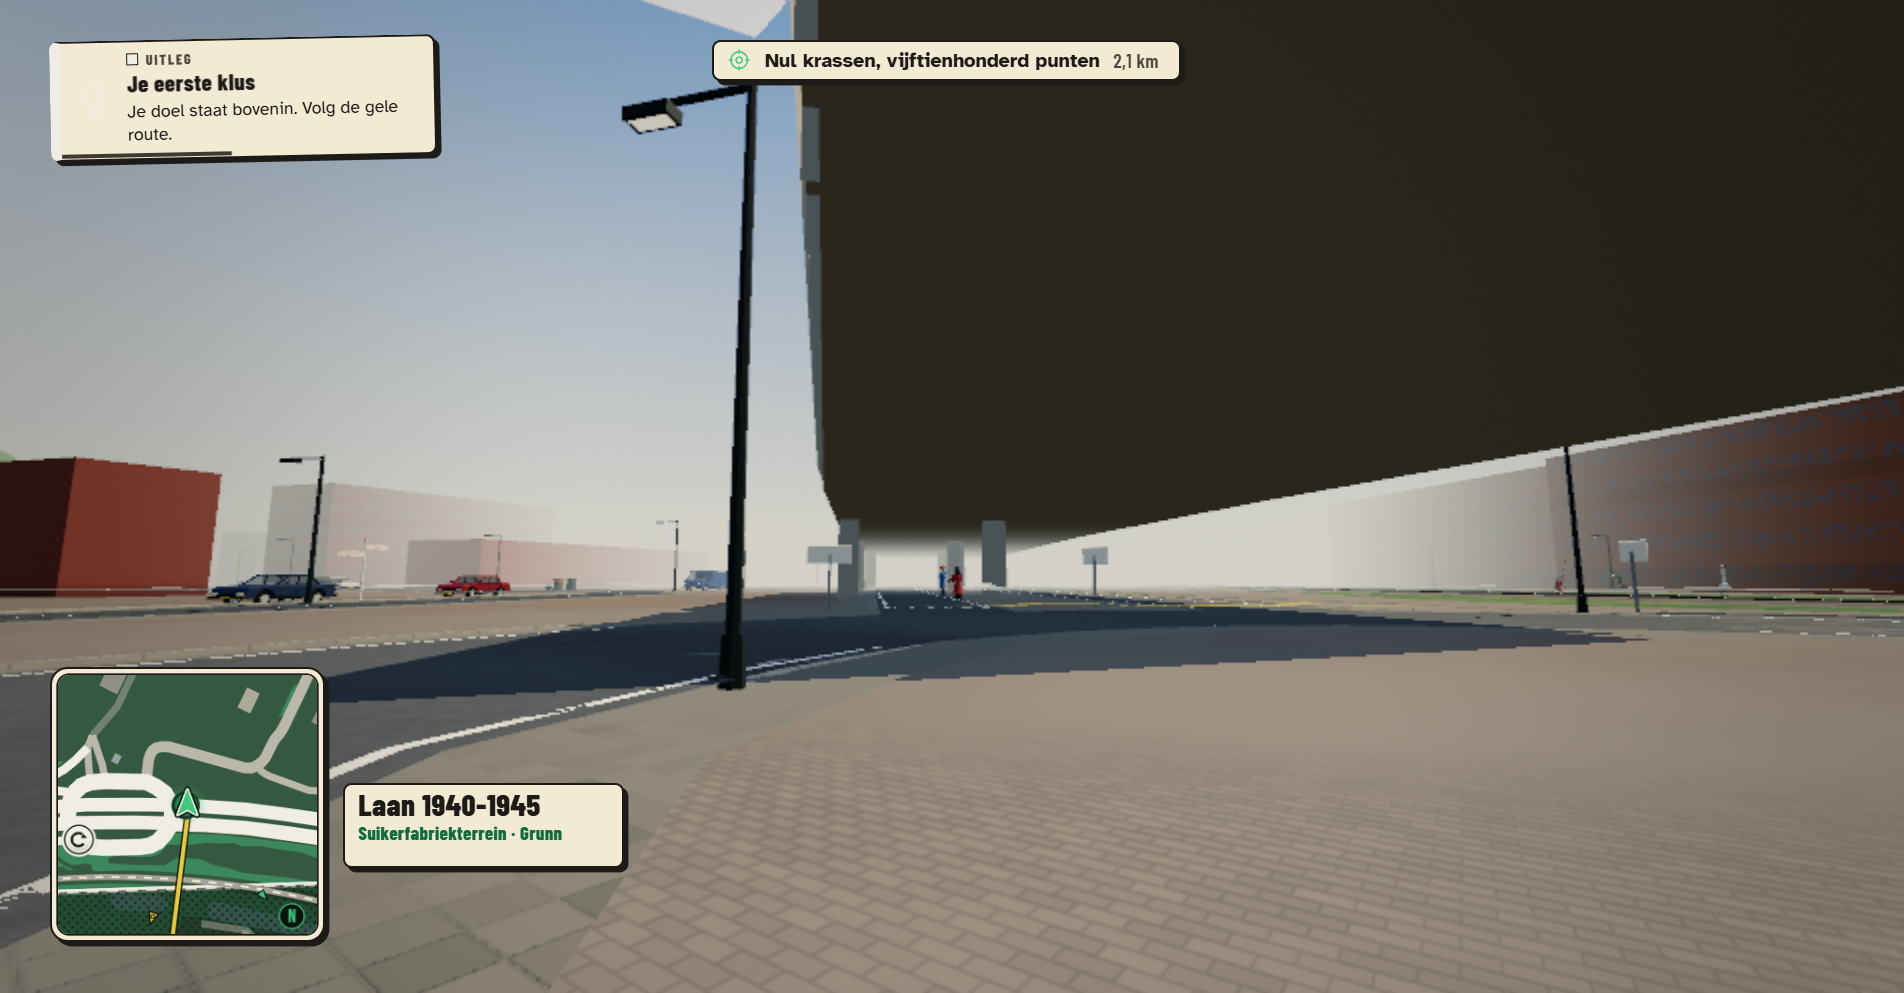 UITLEG
Je eerste klus
Je doel staat bovenin. Volg de gele
route.
Nul krassen, vijftienhonderd punten 2,1 km
Laan 1940-1945
Suikerfabriekterrein · Grunn
C
N